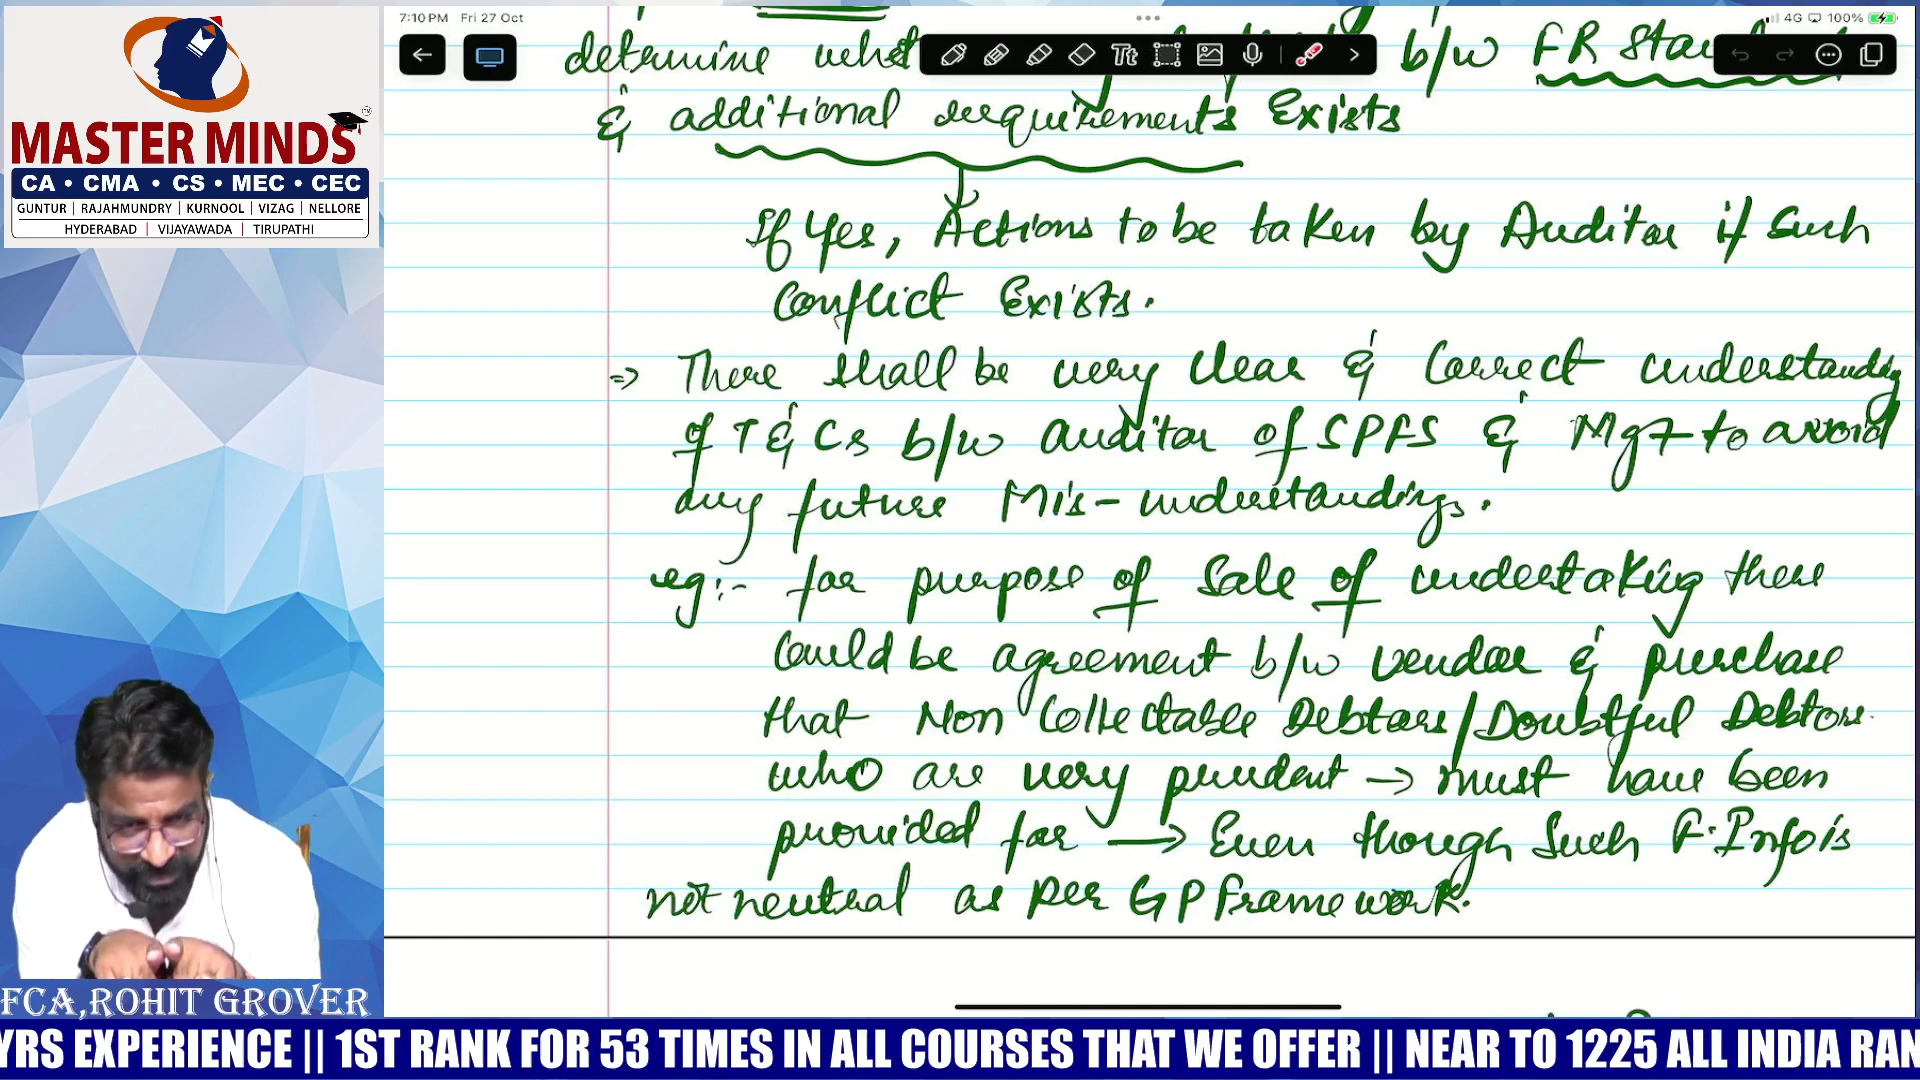 7:10 PM Fri 27 Oct
4G 100%
Tt
determine b/w FR
& additional requirements Exists
If Yes, Actions to be taken by Auditor if Such
Conflict Exists.
=> There shall be very Clear & Correct understanding
of T & Cs b/w auditor of SPFS & Mgt to avoid
any future Mis-understandings.
eg:- for purpose of Sale of undertaking there
Could be agreement b/w vendor & purchase
that Non Collectable Debtors/Doubtful Debtors.
who are very prudent → must have been
provided for → Even though Such F. Info is
not neutral as per GP Framework.
MASTER MINDS
TM
CA • CMA • CS • MEC • CEC
GUNTUR | RAJAHMUNDRY | KURNOOL | VIZAG | NELLORE
HYDERABAD | VIJAYAWADA | TIRUPATHI
FCA,ROHIT GROVER
YRS EXPERIENCE || 1ST RANK FOR 53 TIMES IN ALL COURSES THAT WE OFFER || NEAR TO 1225 ALL INDIA RAN